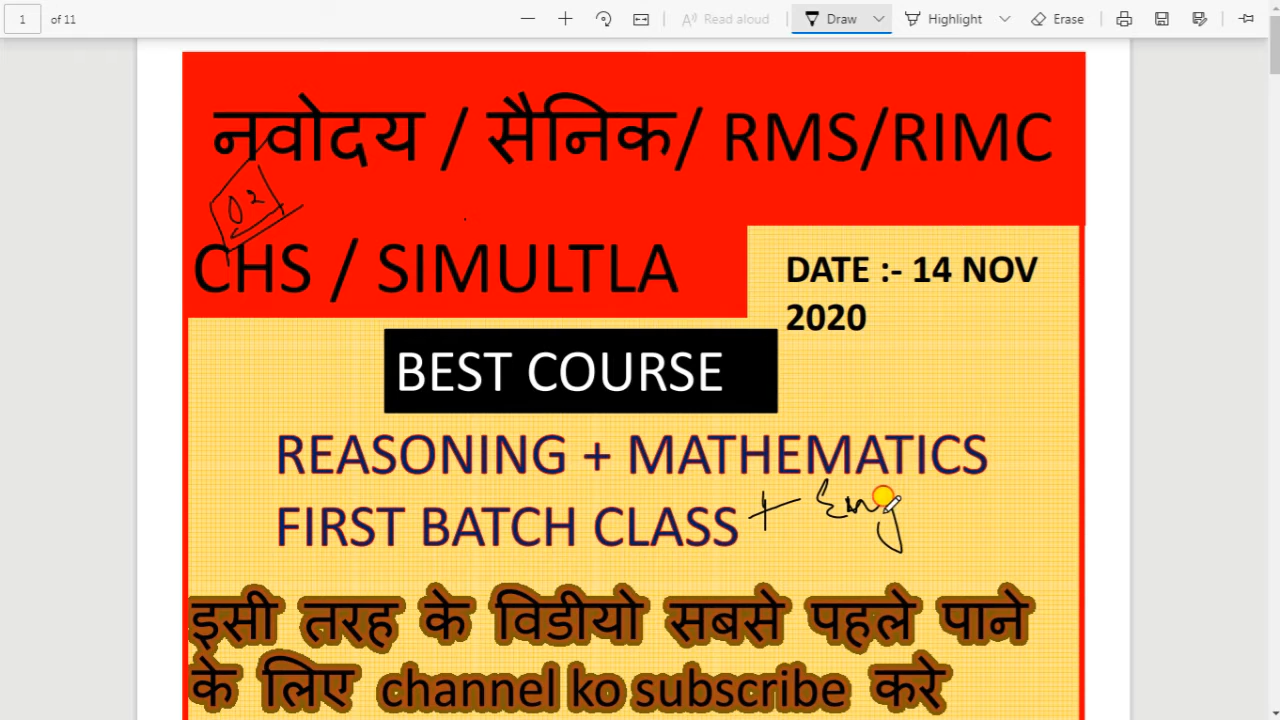 1 of 11
Read aloud
Draw
Highlight
Erase
नवोदय / सैनिक/ RMS/RIMC
02
CHS / SIMULTLA
DATE :- 14 NOV
2020
BEST COURSE
REASONING + MATHEMATICS
FIRST BATCH CLASS + Eng
इसी तरह के विडीयो सबसे पहले पाने
के लिए channel ko subscribe करे